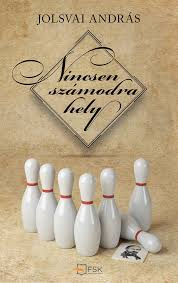 JOLSVAI ANDRÁS
Nincsen
számodra
hely
FSK